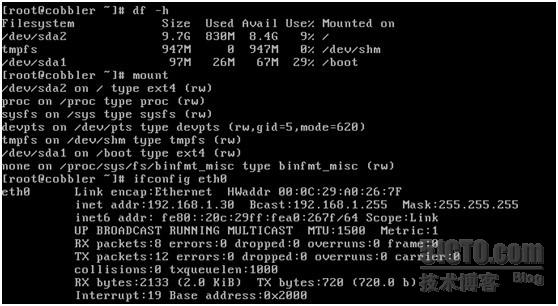 [root@cobbler ~]# df -h
Filesystem Size Used Avail Use% Mounted on
/dev/sda2 9.7G 830M 8.4G 9% /
tmpfs 947M 0 947M 0% /dev/shm
/dev/sda1 97M 26M 67M 29% /boot
[root@cobbler ~]# mount
/dev/sda2 on / type ext4 (rw)
proc on /proc type proc (rw)
sysfs on /sys type sysfs (rw)
devpts on /dev/pts type devpts (rw,gid=5,mode=620)
tmpfs on /dev/shm type tmpfs (rw)
/dev/sda1 on /boot type ext4 (rw)
none on /proc/sys/fs/binfmt_misc type binfmt_misc (rw)
[root@cobbler ~]# ifconfig eth0
eth0 Link encap:Ethernet HWaddr 00:0C:29:A0:26:7F
inet addr:192.168.1.30 Bcast:192.168.1.255 Mask:255.255.255
inet6 addr: fe80::20c:29ff:fea0:267f/64 Scope:Link
UP BROADCAST RUNNING MULTICAST MTU:1500 Metric:1
RX packets:8 errors:0 dropped:0 overruns:0 frame:0
TX packets:12 errors:0 dropped:0 overruns:0 carrier:0
collisions:0 txqueuelen:1000
RX bytes:2133 (2.0 KiB) TX bytes:720 (720.0 b)
Interrupt:19 Base address:0x2000
51CTO.com
技术博客 Blog